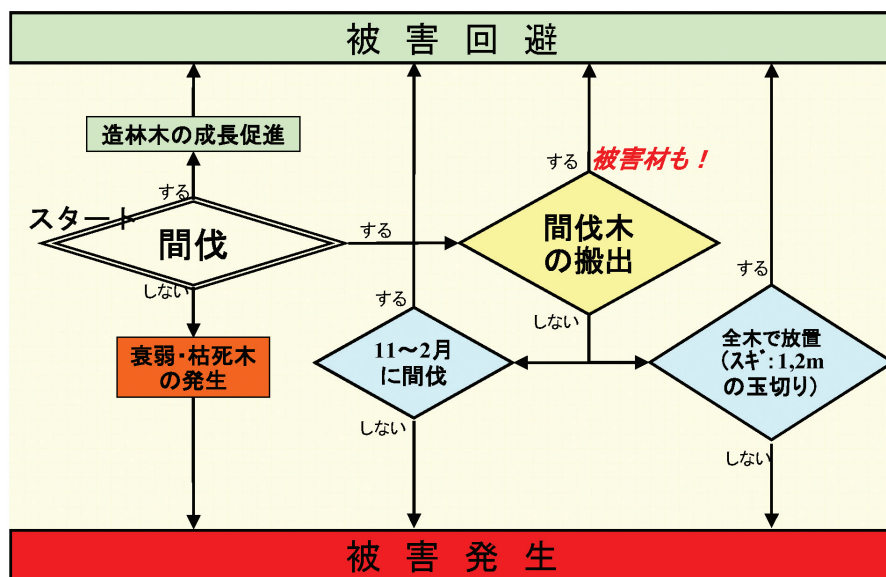 被害回避
造林木の成長促進
する
する
被害材も！
スタート
間伐
する
間伐木
の搬出
する
しない
する
しない
衰弱・枯死木
の発生
11～2月
に間伐
全木で放置
(ｽｷﾞ:1,2m
の玉切り)
しない
しない
被害発生